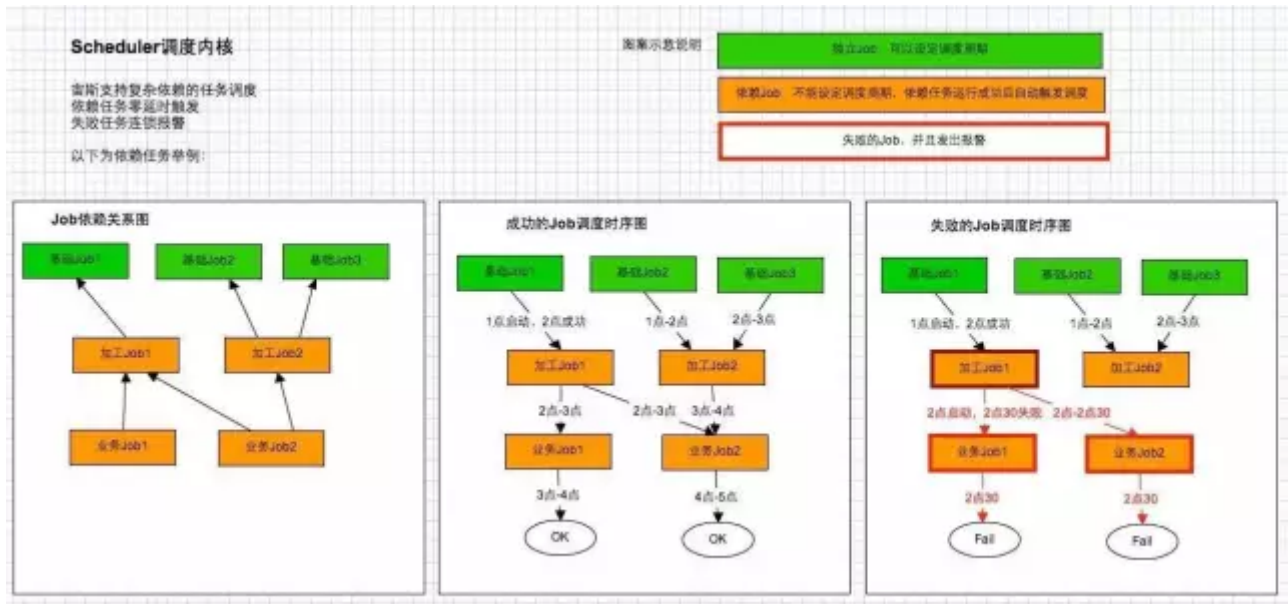 Scheduler调度内核
宙斯支持复杂依赖的任务调度
依赖任务零延时触发
失败任务连锁报警
以下为依赖任务举例：
图案示意说明
独立Job 可以设定调度周期
依赖Job 不能设定调度周期，依赖任务运行成功后自动触发调度
失败的Job，并且发出报警
Job依赖关系图
基础Job1
基础Job2
基础Job3
加工Job1
加工Job2
业务Job1
业务Job2
成功的Job调度时序图
基础Job1
基础Job2
基础Job3
1点启动，2点成功
1点-2点
2点-3点
加工Job1
加工Job2
2点-3点
2点-3点
3点-4点
业务Job1
业务Job2
3点-4点
4点-5点
OK
OK
失败的Job调度时序图
基础Job1
基础Job2
基础Job3
1点启动，2点成功
1点-2点
2点-3点
加工Job1
加工Job2
2点启动，2点30失败
2点-2点30
业务Job1
业务Job2
2点30
2点30
Fail
Fail